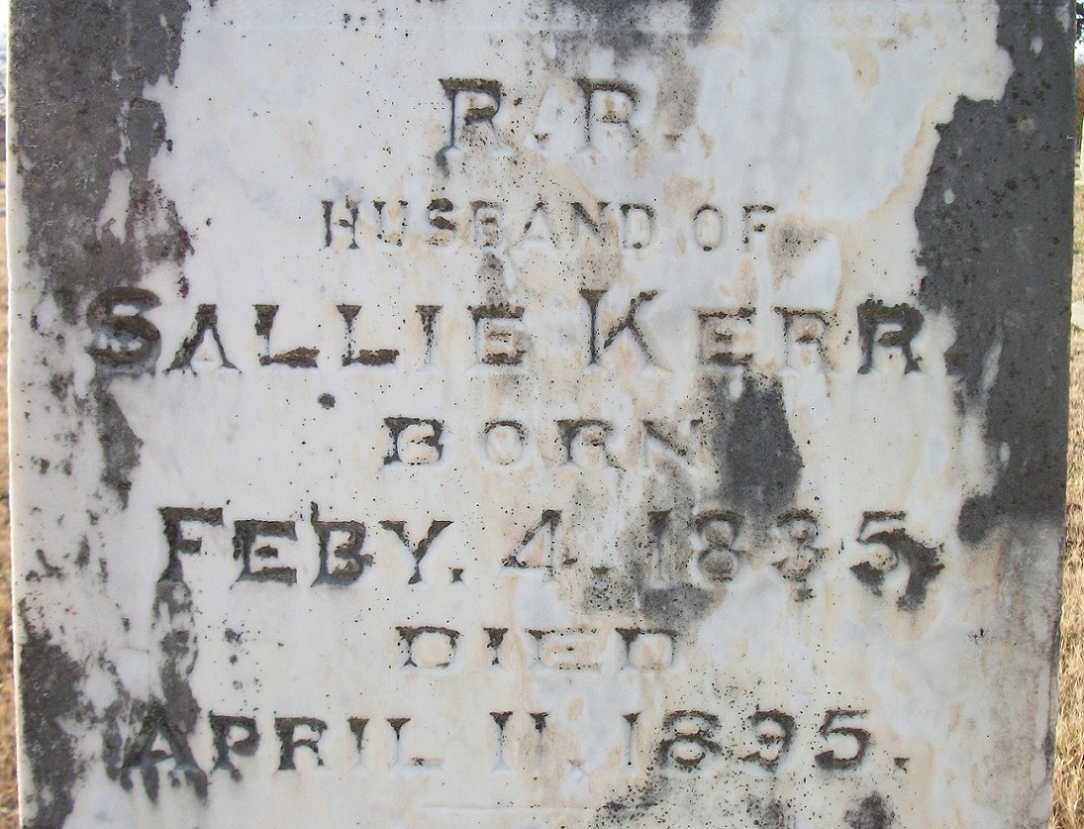 R. R.
HUSBAND OF
SALLIE KERR.
BORN
FEBY. 4. 1835
DIED
APRIL 11, 1895.